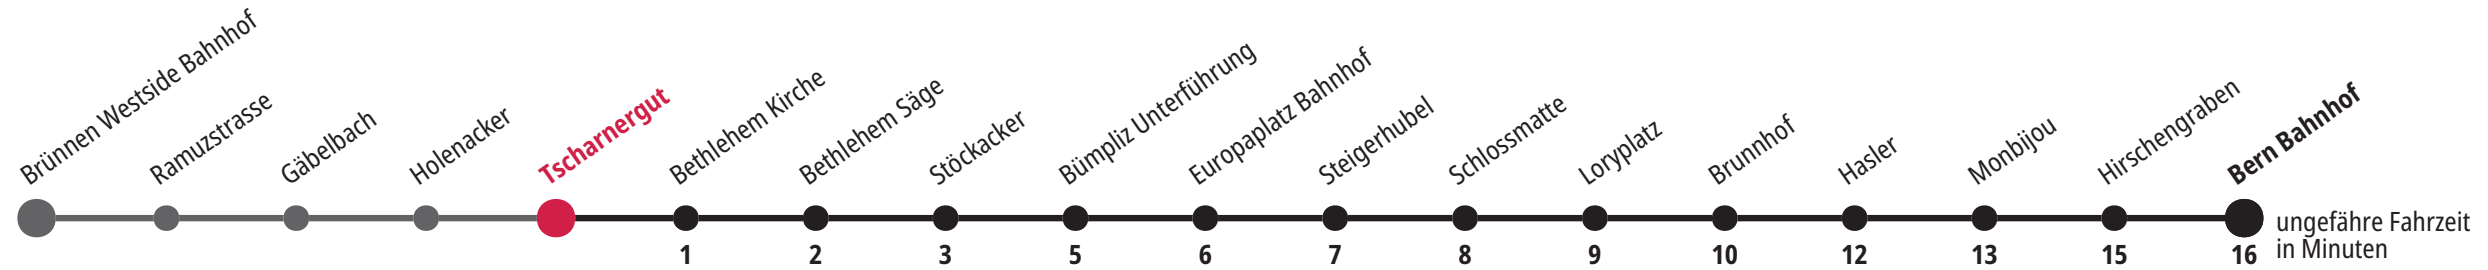 Brünnen Westside Bahnhof
Ramuzstrasse
Gäbelbach
Holenacker
Tscharnergut
Bethlehem Kirche
Bethlehem Säge
Stöckacker
Bümpliz Unterführung
Europaplatz Bahnhof
Steigerhubel
Schlossmatte
Loryplatz
Brunnhof
Hasler
Monbijou
Hirschengraben
Bern Bahnhof
1 2 3 5 6 7 8 9 10 12 13 15 16
ungefähre Fahrzeit
in Minuten